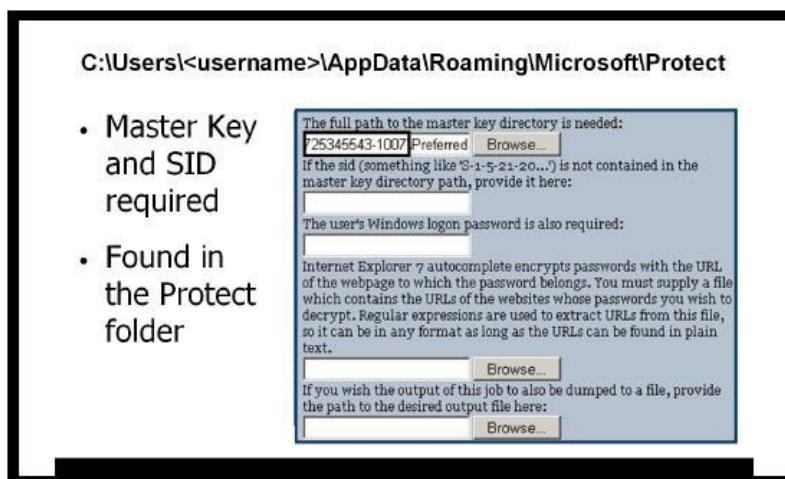 C:\Users\<username>\AppData\Roaming\Microsoft\Protect
• Master Key
and SID
required
• Found in
the Protect
folder
The full path to the master key directory is needed:
725345543-1007\Preferred Browse...
If the sid (something like 'S-1-5-21-20...') is not contained in the
master key directory path, provide it here:
The user's Windows logon password is also required:
Internet Explorer 7 autocomplete encrypts passwords with the URL
of the webpage to which the password belongs. You must supply a file
which contains the URLs of the websites whose passwords you wish to
decrypt. Regular expressions are used to extract URLs from this file,
so it can be in any format as long as the URLs can be found in plain
text.
Browse...
If you wish the output of this job to also be dumped to a file, provide
the path to the desired output file here:
Browse...